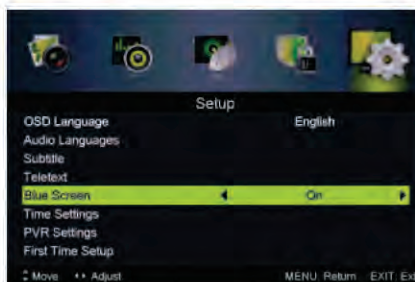 Setup
OSD Language English
Audio Languages
Subtitle
Teletext
Blue Screen On
Time Settings
PVR Settings
First Time Setup
Move Adjust MENU: Return EXIT: Exit